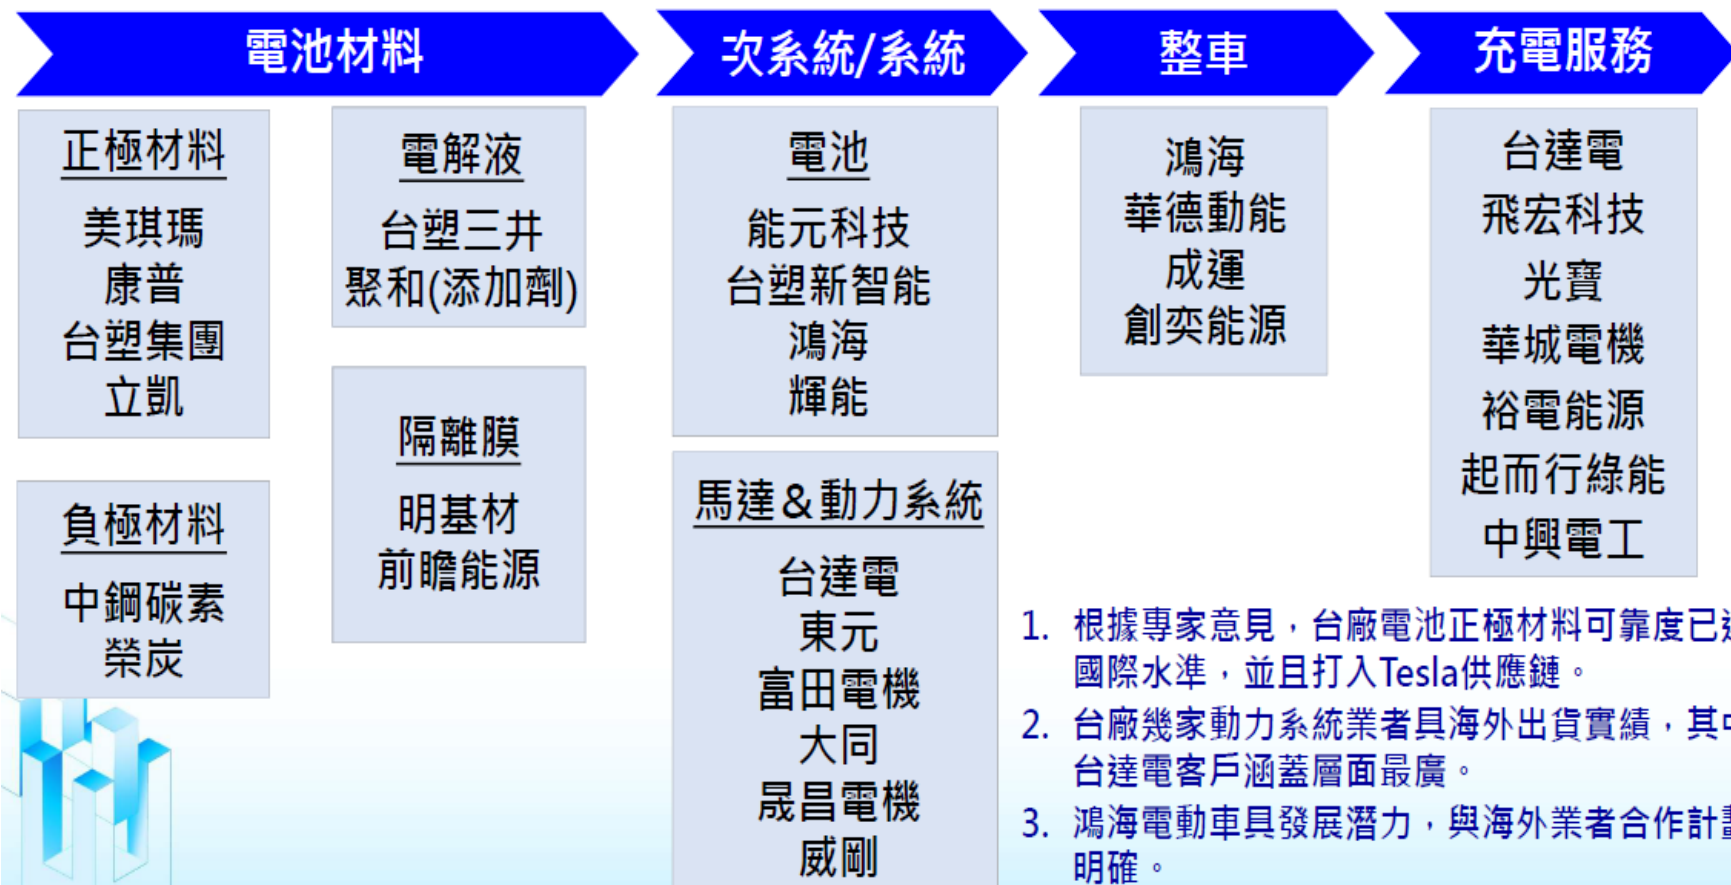 電池材料
次系統/系統
整車
充電服務
正極材料
美琪瑪
康普
台塑集團
立凱
負極材料
中鋼碳素
榮炭
電解液
台塑三井
聚和(添加劑)
隔離膜
明基材
前瞻能源
電池
能元科技
台塑新智能
鴻海
輝能
馬達＆動力系統
台達電
東元
富田電機
大同
晟昌電機
威剛
鴻海
華德動能
成運
創奕能源
台達電
飛宏科技
光寶
華城電機
裕電能源
起而行綠能
中興電工
1. 根據專家意見，台廠電池正極材料可靠度已
國際水準，並且打入Tesla供應鏈。
2. 台廠幾家動力系統業者具海外出貨實績，其
台達電客戶涵蓋層面最廣。
3. 鴻海電動車具發展潛力，與海外業者合作計
明確。